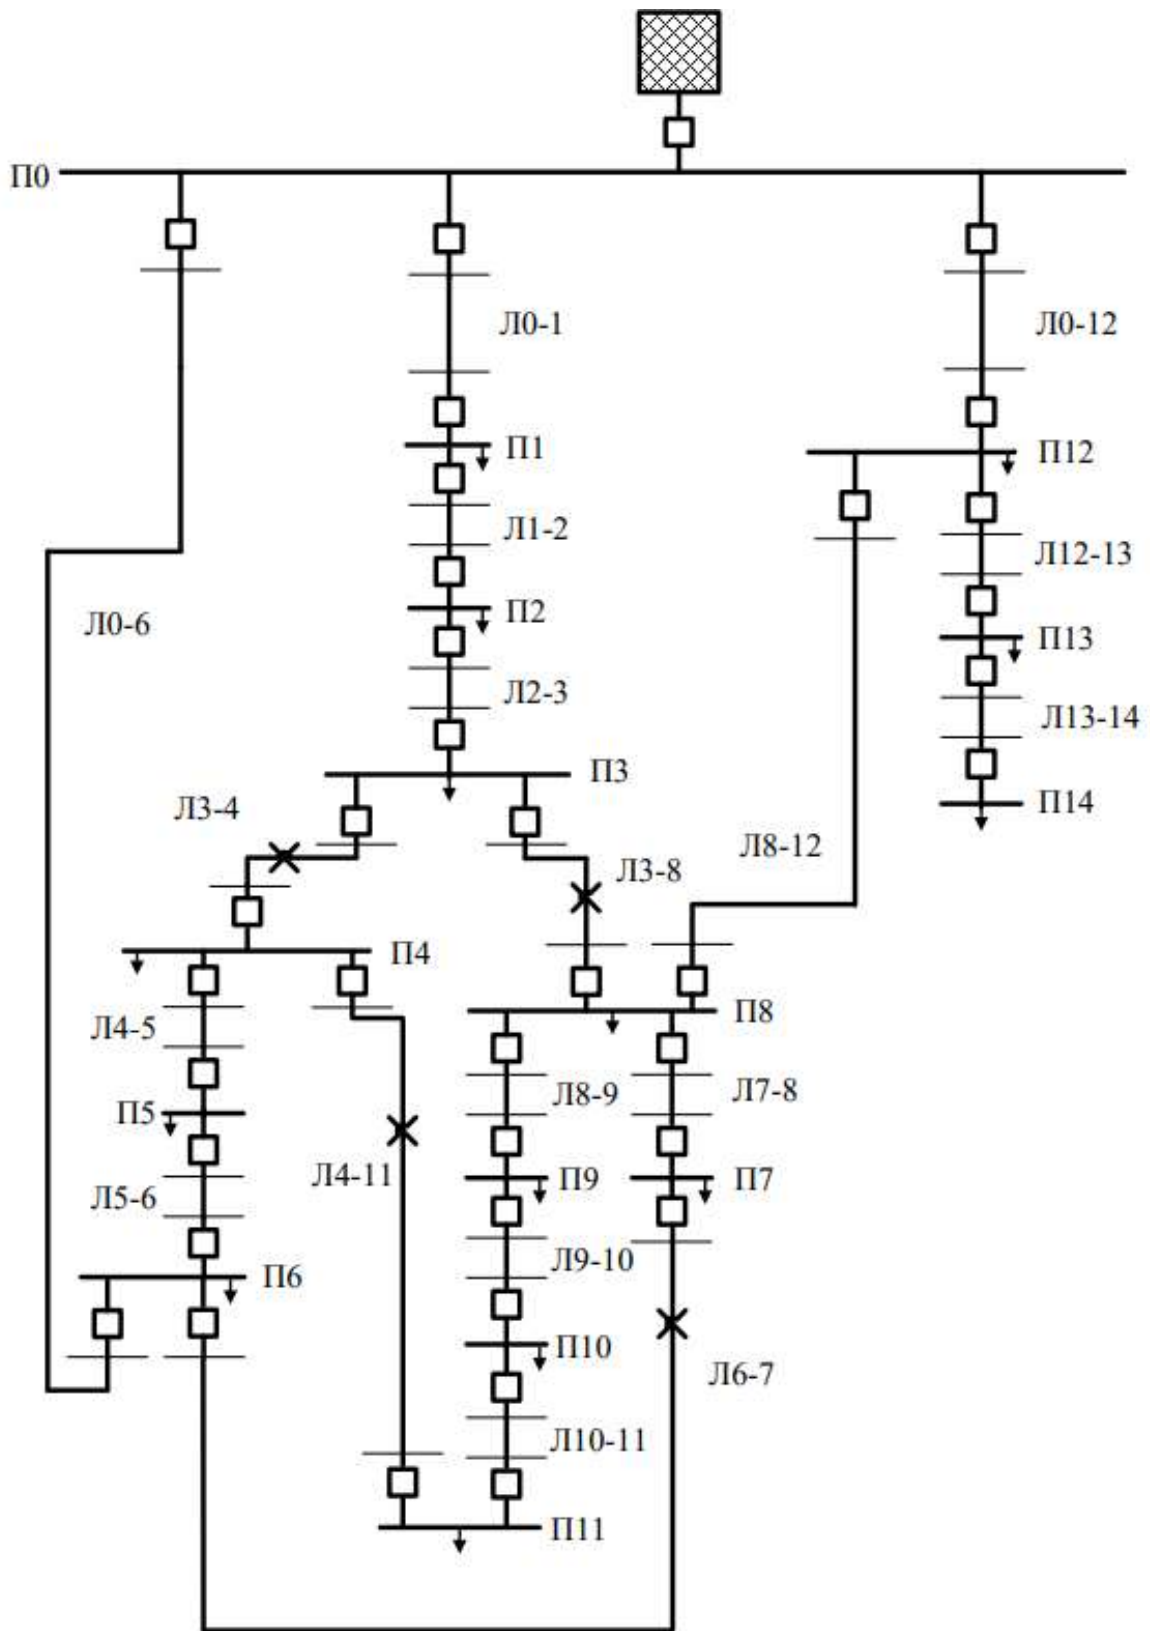 П0
Л0-1
Л0-12
П1
П12
Л1-2
Л12-13
Л0-6
П2
П13
Л2-3
Л13-14
П3
П14
Л3-4
Л8-12
Л3-8
П4
П8
Л4-5
Л8-9
Л7-8
П5
Л4-11
П9
П7
Л5-6
Л9-10
П6
П10
Л6-7
Л10-11
П11